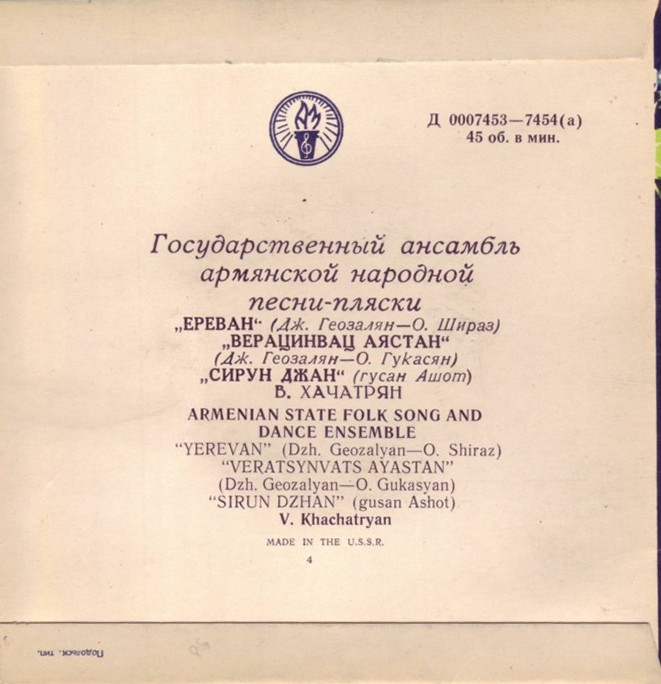 Д 0007453—7454(а)
45 об. в мин.
Государственный ансамбль
армянской народной
песни-пляски
„ЕРЕВАН“ (Дж. Геозалян—О. Шираз)
„ВЕРАЦИНВАЦ АЯСТАН“
(Дж. Геозалян—О. Гукасян)
„СИРУН ДЖАН“ (гусан Ашот)
В. ХАЧАТРЯН
ARMENIAN STATE FOLK SONG AND
DANCE ENSEMBLE
“YEREVAN” (Dzh. Geozalyan—O. Shiraz)
“VERATSYNVATS AYASTAN”
(Dzh. Geozalyan—O. Gukasyan)
“SIRUN DZHAN” (gusan Ashot)
V. Khachatryan
MADE IN THE U.S.S.R.
4
Подольск. тип.